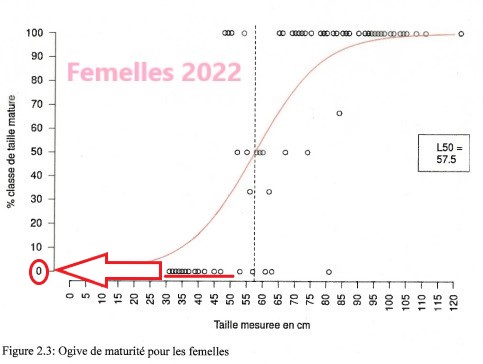 Femelles 2022
% classe de taille mature
100
90
80
70
60
50
40
30
20
10
0
L50 =
57.5
0 5 10 15 20 25 30 35 40 45 50 55 60 65 70 75 80 85 90 95 100 105 110 115 120
Taille mesuree en cm
Figure 2.3: Ogive de maturité pour les femelles